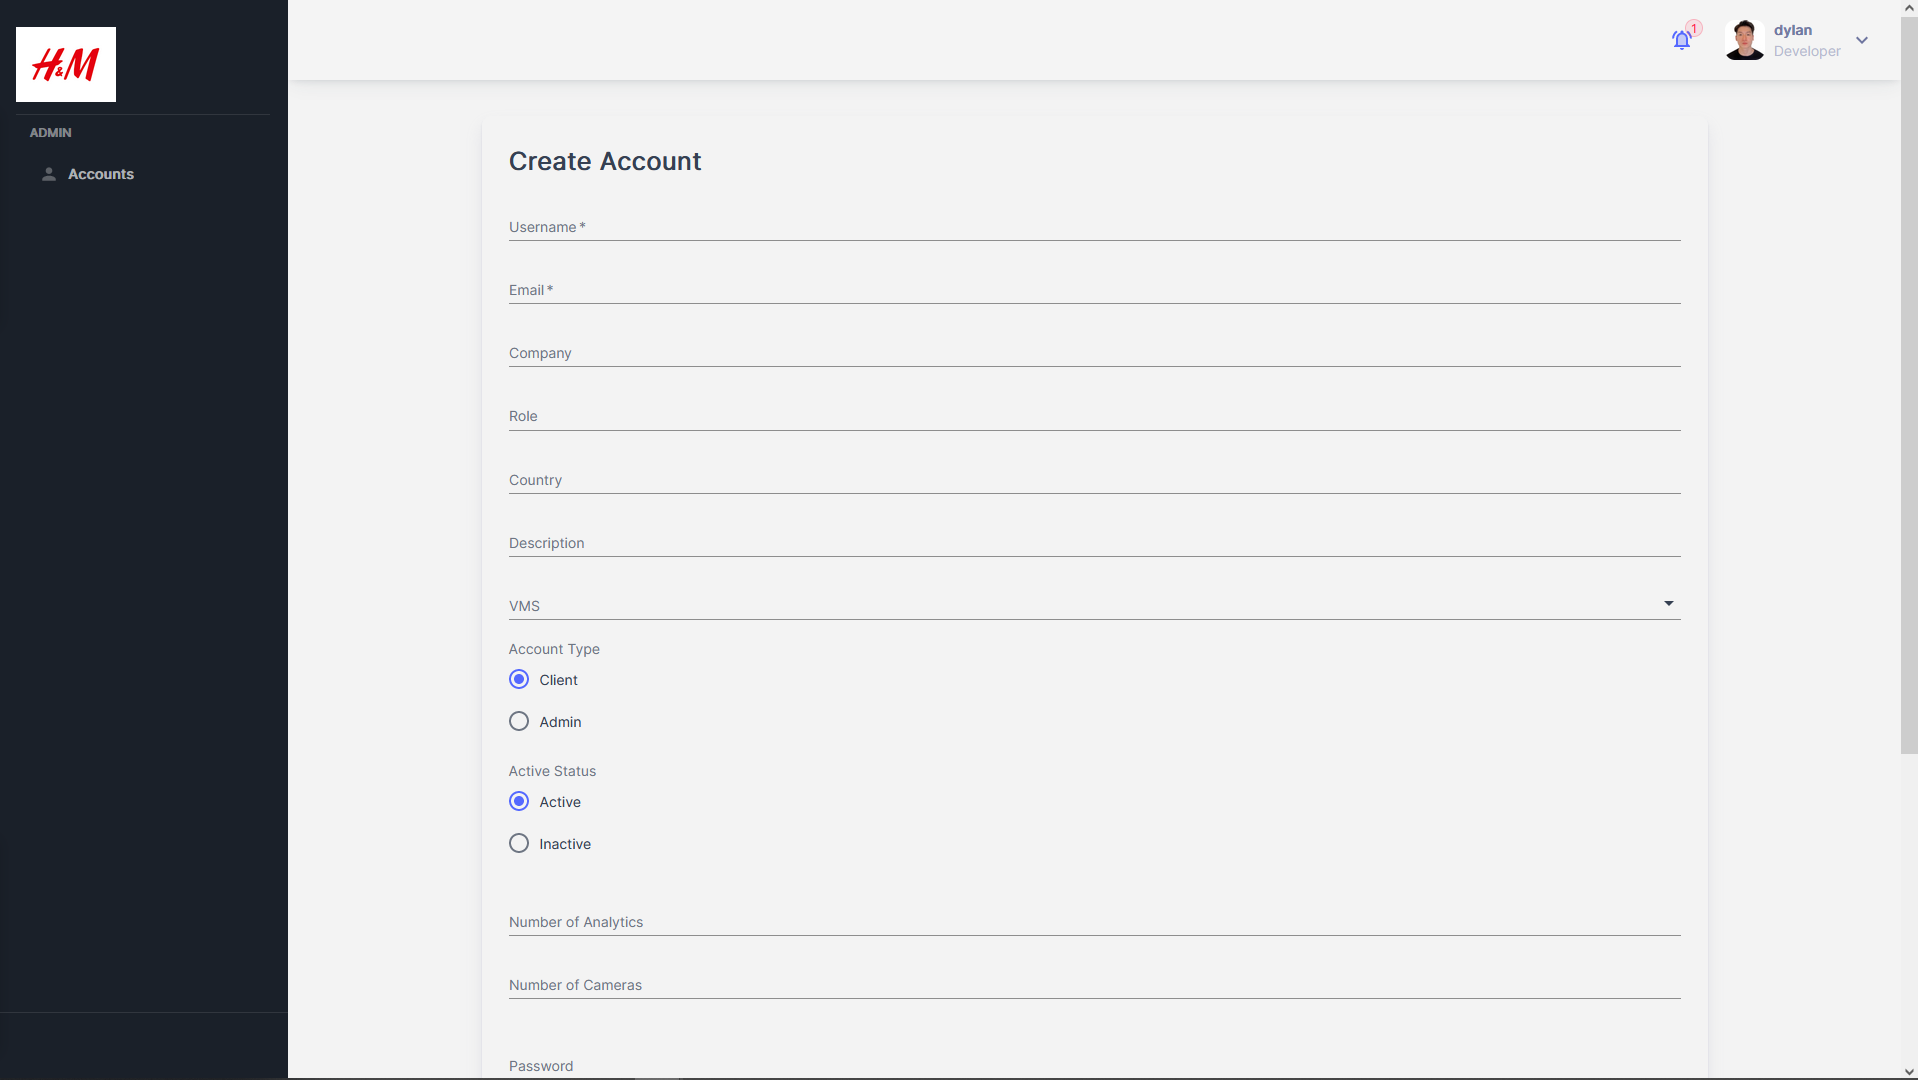 H&M
1
dylan
Developer
ADMIN
Accounts
Create Account
Username *
Email *
Company
Role
Country
Description
VMS
Account Type
Client
Admin
Active Status
Active
Inactive
Number of Analytics
Number of Cameras
Password